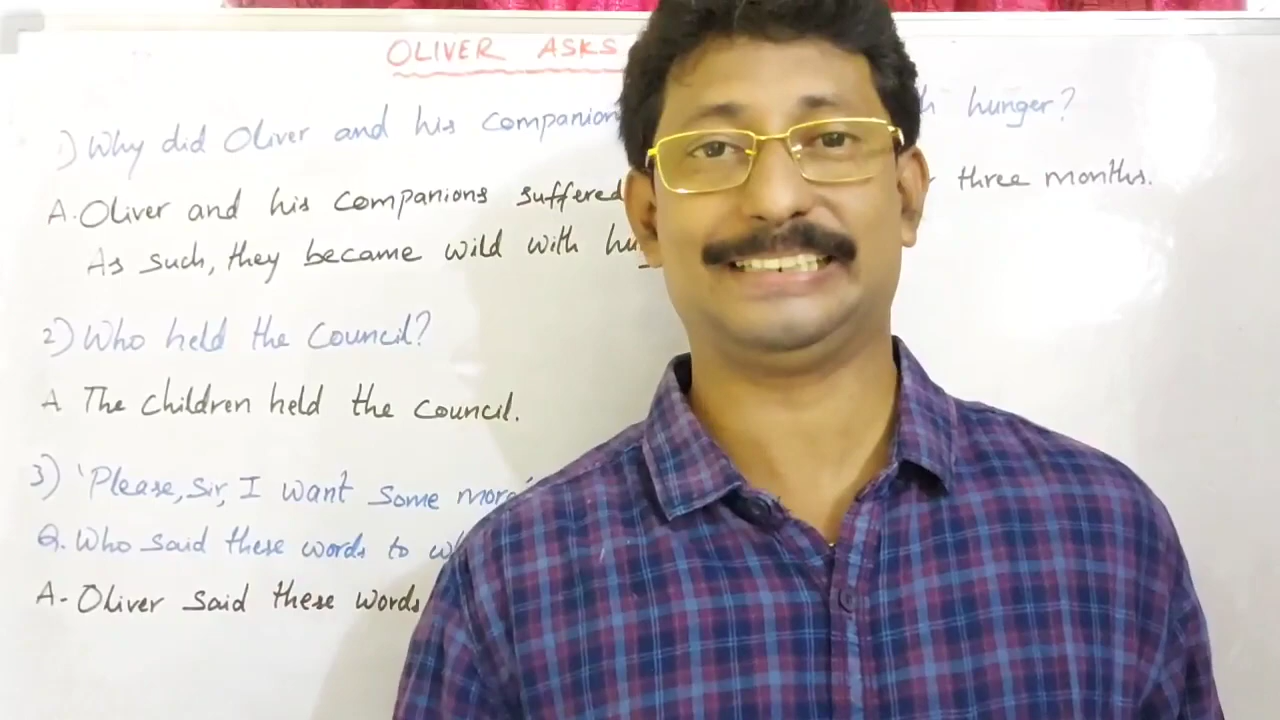 OLIVER ASKS
1) Why did Oliver and his companion hunger?
A. Oliver and his companions suffered three months.
As such, they became wild with
2) Who held the Council?
A The children held the council.
3) 'Please, Sir, I want some more'
Q. Who said these words to
A- Oliver said these words